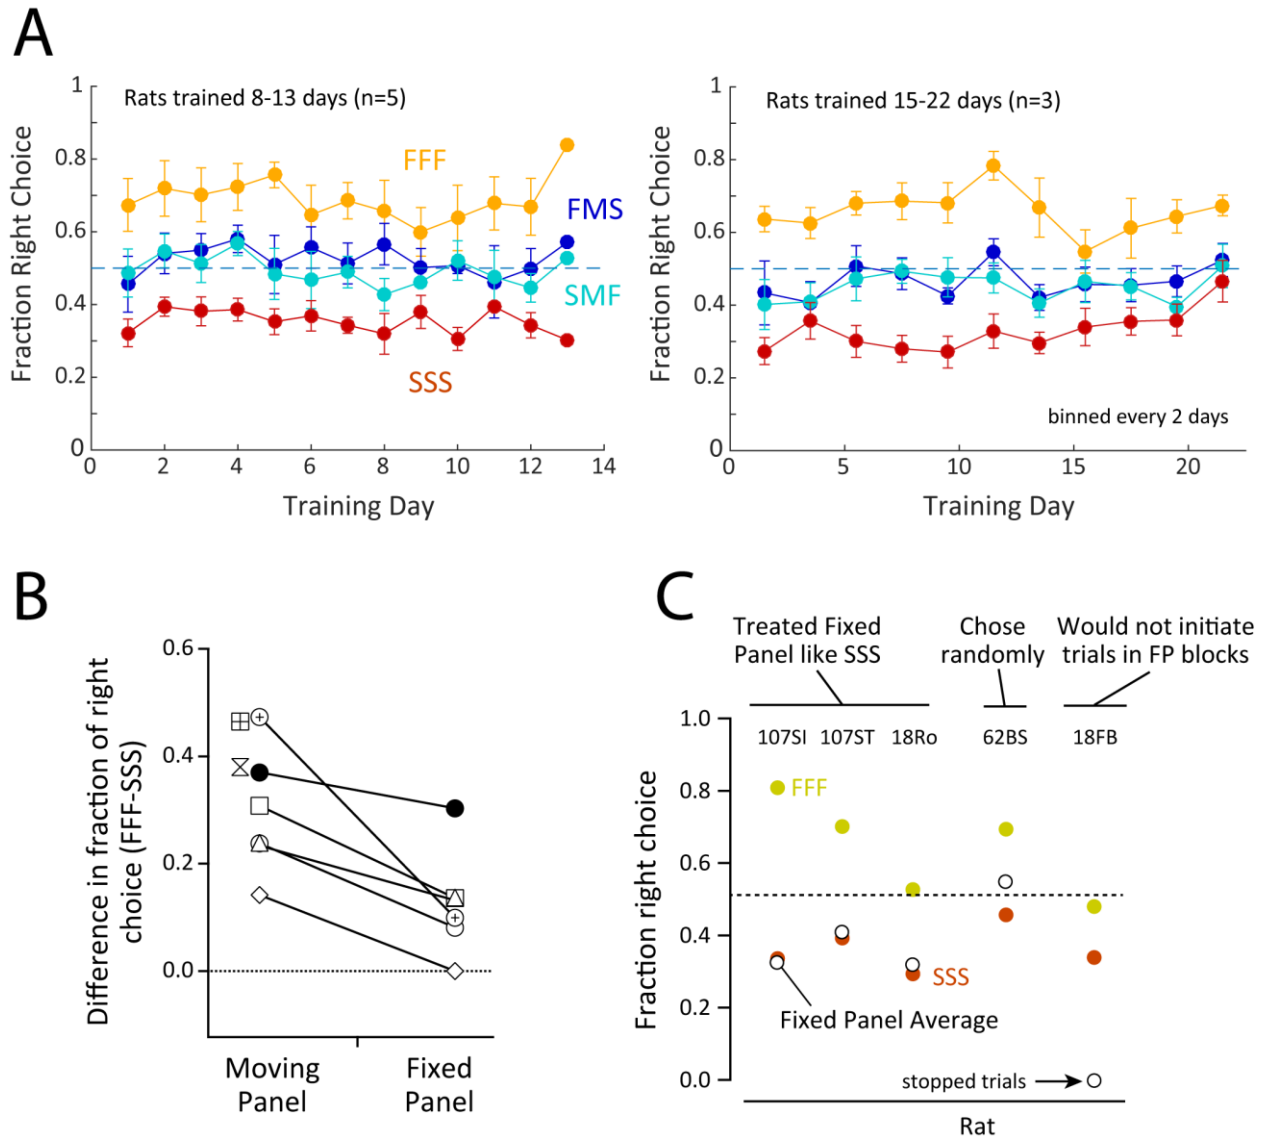 A
Rats trained 8-13 days (n=5)
Fraction Right Choice
1
0.8
0.6
0.4
0.2
0
FFF
FMS
SMF
SSS
0 2 4 6 8 10 12 14
Training Day
Rats trained 15-22 days (n=3)
Fraction Right Choice
1
0.8
0.6
0.4
0.2
0
binned every 2 days
0 5 10 15 20
Training Day
B
Difference in fraction of right
choice (FFF-SSS)
0.6
0.4
0.2
0.0
Moving
Panel
Fixed
Panel
C
Treated Fixed
Panel like SSS
Chose
randomly
Would not initiate
trials in FP blocks
107SI 107ST 18Ro 62BS 18FB
Fraction right choice
1.0
0.8
0.6
0.4
0.2
0.0
FFF
SSS
Fixed Panel Average
stopped trials
Rat